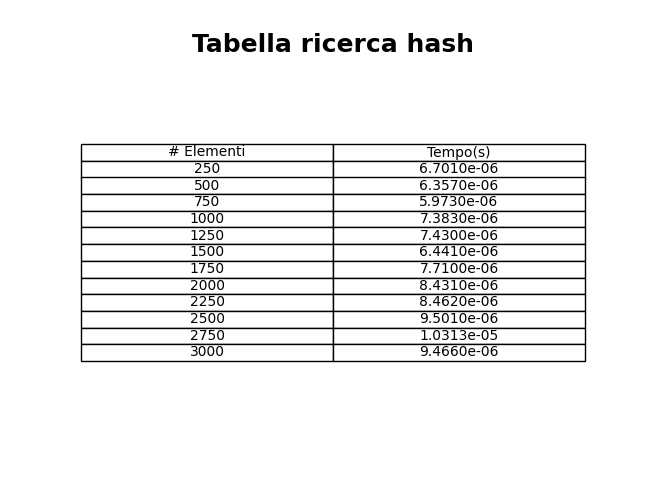 Tabella ricerca hash
# Elementi Tempo(s)
250 6.7010e-06
500 6.3570e-06
750 5.9730e-06
1000 7.3830e-06
1250 7.4300e-06
1500 6.4410e-06
1750 7.7100e-06
2000 8.4310e-06
2250 8.4620e-06
2500 9.5010e-06
2750 1.0313e-05
3000 9.4660e-06